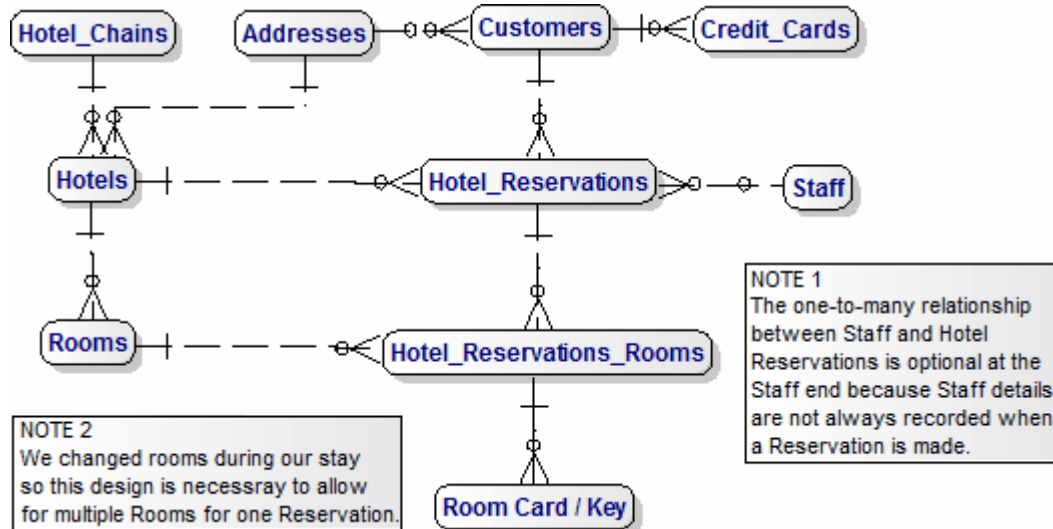 Hotel_Chains
Addresses
Customers
Credit_Cards
Hotels
Hotel_Reservations
Staff
Rooms
Hotel_Reservations_Rooms
NOTE 1
The one-to-many relationship
between Staff and Hotel
Reservations is optional at the
Staff end because Staff details
are not always recorded when
a Reservation is made.
NOTE 2
We changed rooms during our stay
so this design is necessray to allow
for multiple Rooms for one Reservation.
Room Card / Key